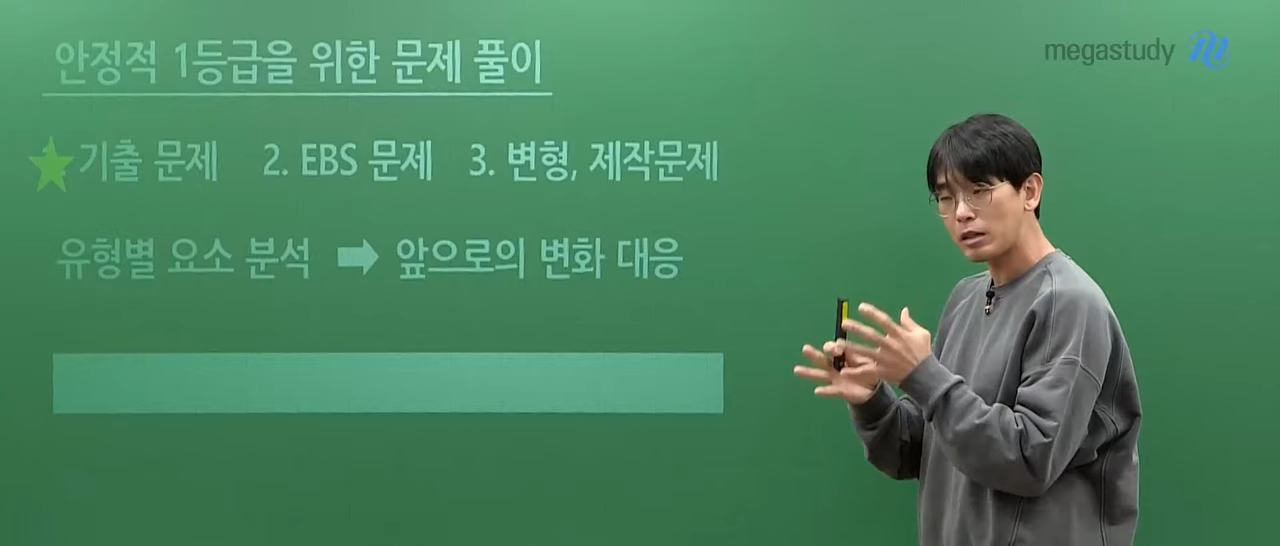 안정적 1등급을 위한 문제 풀이
megastudy
기출 문제 2. EBS 문제 3. 변형, 제작문제
유형별 요소 분석 ➡ 앞으로의 변화 대응